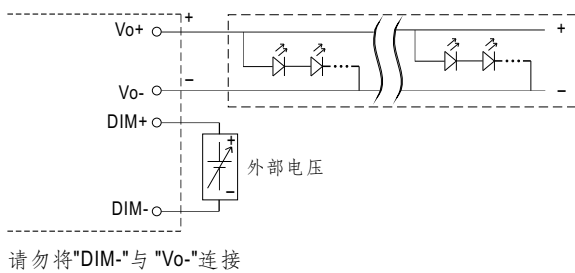 Vo+ + +
Vo- – –
DIM+
+
外部电压
–
DIM-
请勿将"DIM-"与 "Vo-"连接